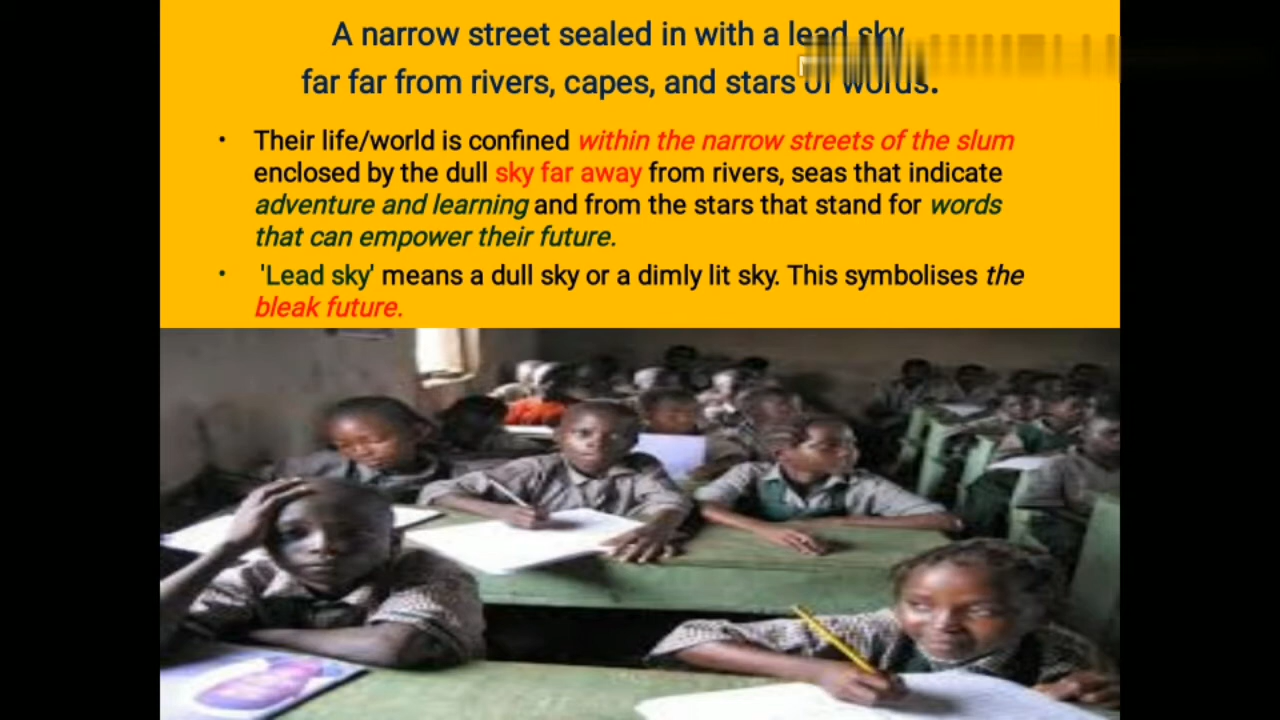 A narrow street sealed in with a lead sky
far far from rivers, capes, and stars of words.
• Their life/world is confined within the narrow streets of the slum
enclosed by the dull sky far away from rivers, seas that indicate
adventure and learning and from the stars that stand for words
that can empower their future.
• 'Lead sky' means a dull sky or a dimly lit sky. This symbolises the
bleak future.